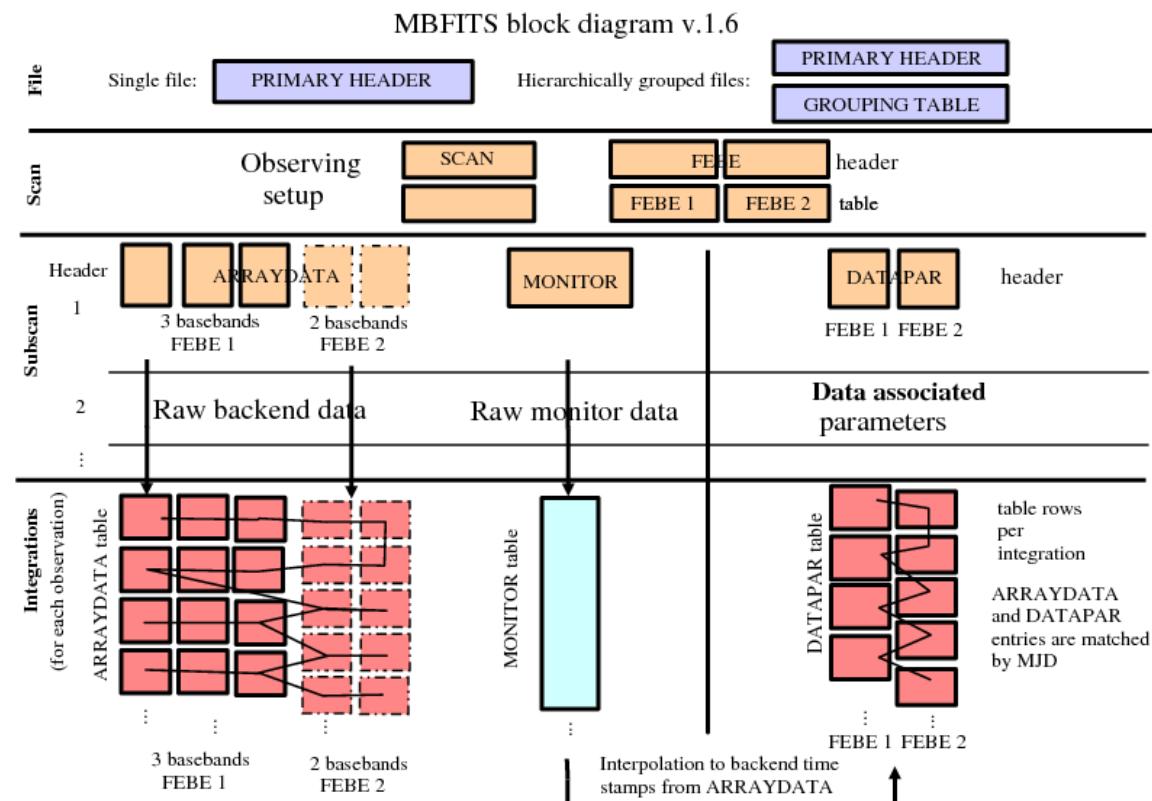 MBFITS block diagram v.1.6
File
Single file:
PRIMARY HEADER
Hierarchically grouped files:
PRIMARY HEADER
GROUPING TABLE
Scan
Observing
setup
SCAN
FEBE
header
FEBE 1
FEBE 2
table
Subscan
Header
1
ARRAYDATA
3 basebands
FEBE 1
2 basebands
FEBE 2
MONITOR
DATAPAR
header
FEBE 1
FEBE 2
2
Raw backend data
Raw monitor data
Data associated
parameters
...
Integrations
(for each observation)
ARRAYDATA table
MONITOR table
DATAPAR table
table rows
per
integration
ARRAYDATA
and DATAPAR
entries are matched
by MJD
...
...
...
...
...
...
3 basebands
FEBE 1
2 basebands
FEBE 2
FEBE 1
FEBE 2
Interpolation to backend time
stamps from ARRAYDATA